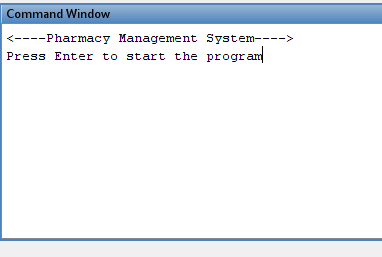 Command Window
<----Pharmacy Management System---->
Press Enter to start the program